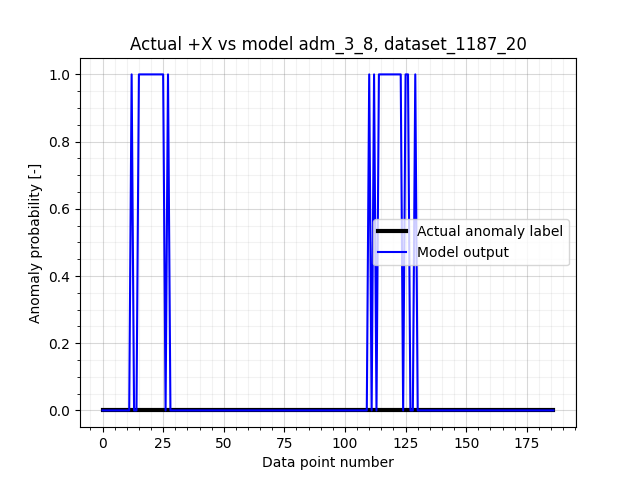 Actual +X vs model adm_3_8, dataset_1187_20
1.0
0.8
0.6
0.4
0.2
0.0
Anomaly probability [-]
Actual anomaly label
Model output
0 25 50 75 100 125 150 175
Data point number